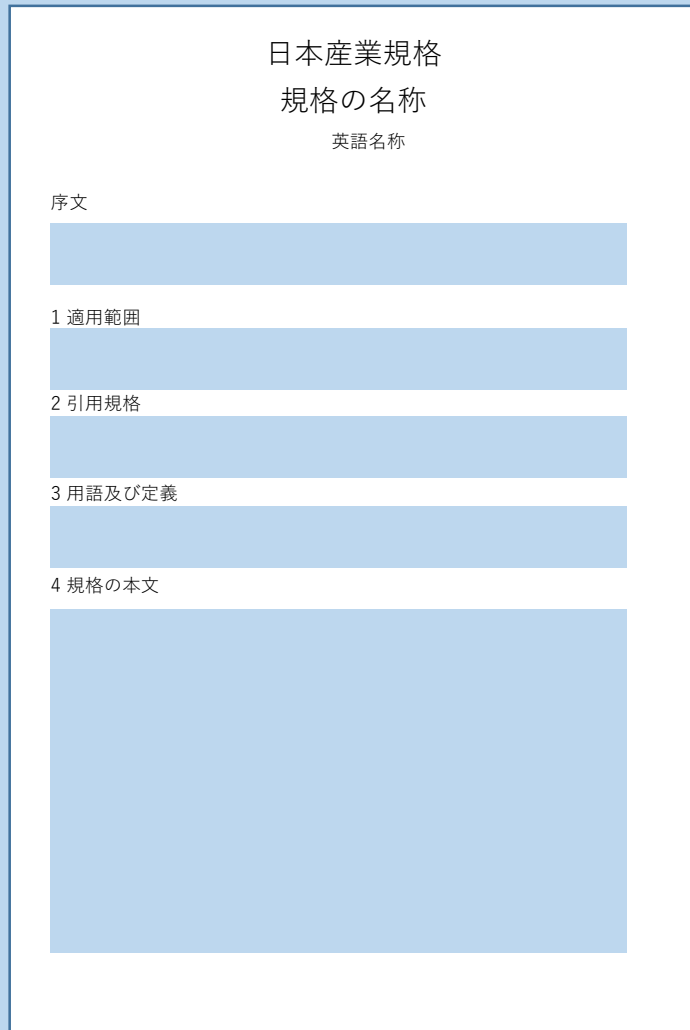 日本産業規格
規格の名称
英語名称
序文
1 適用範囲
2 引用規格
3 用語及び定義
4 規格の本文